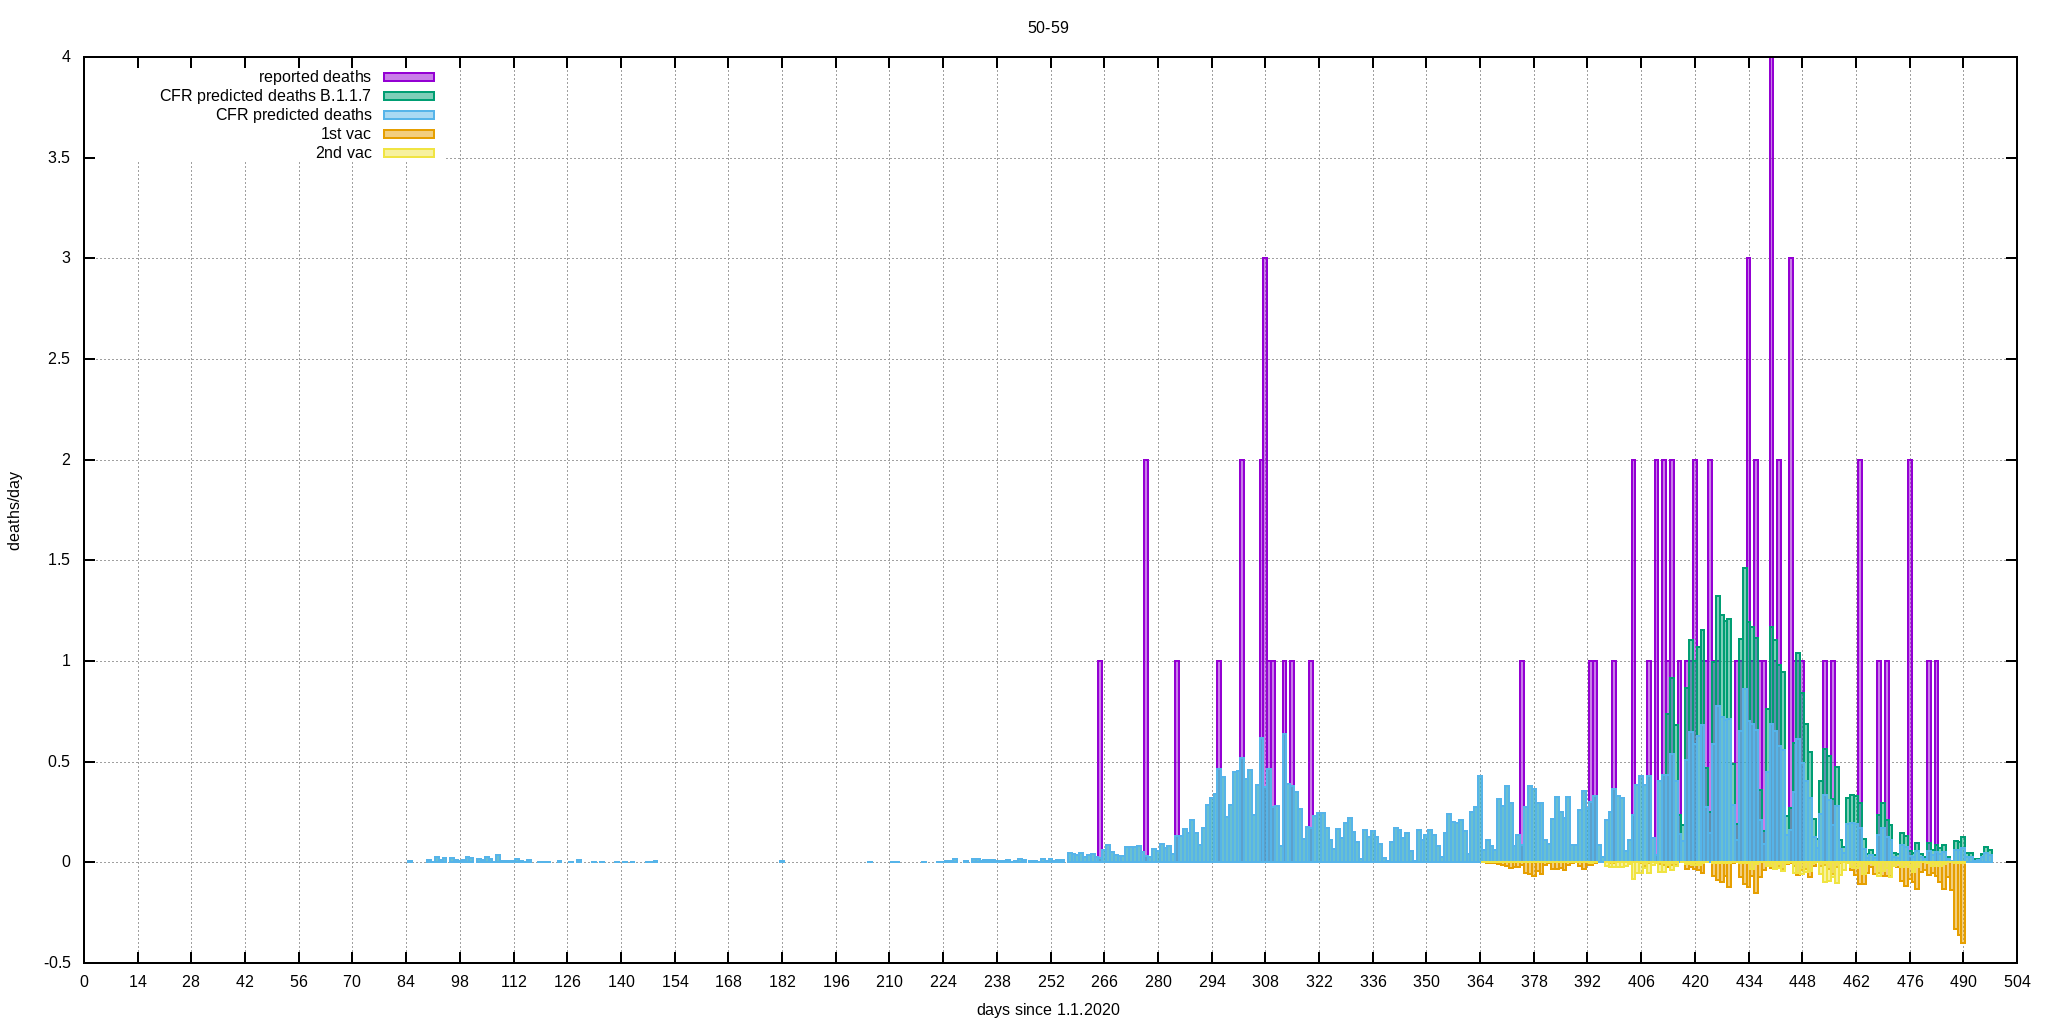 50-59
4
3.5
3
2.5
2
1.5
1
0.5
0
-0.5
deaths/day
reported deaths
CFR predicted deaths B.1.1.7
CFR predicted deaths
1st vac
2nd vac
0 14 28 42 56 70 84 98 112 126 140 154 168 182 196 210 224 238 252 266 280 294 308 322 336 350 364 378 392 406 420 434 448 462 476 490 504
days since 1.1.2020